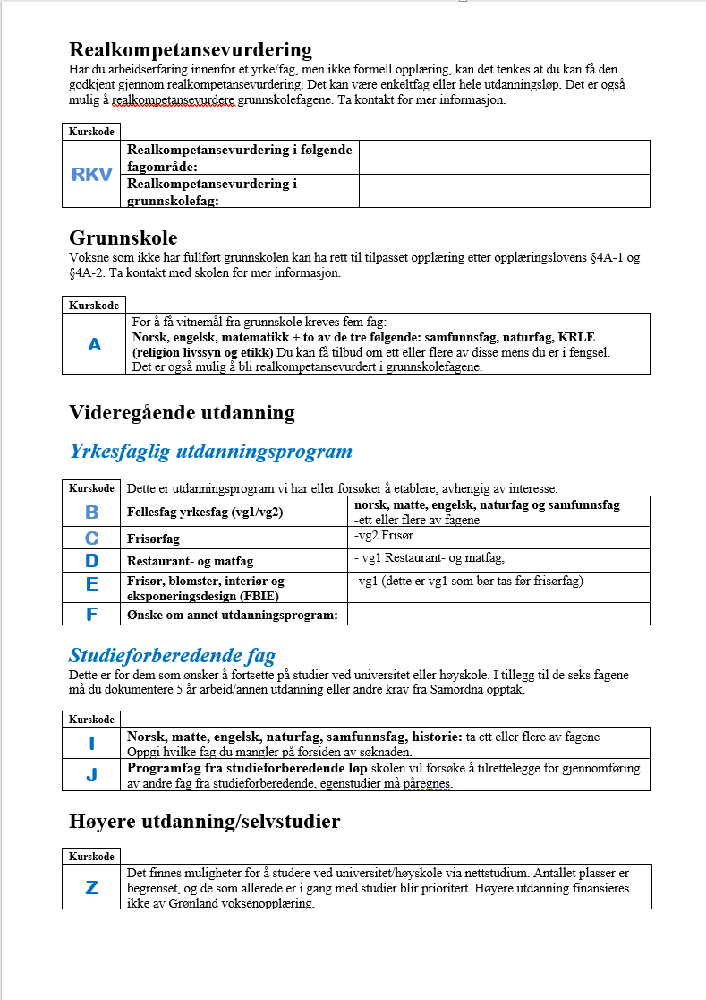 Realkompetansevurdering
Har du arbeidserfaring innenfor et yrke/fag, men ikke formell opplæring, kan det tenkes at du kan få den
godkjent gjennom realkompetansevurdering. Det kan være enkeltfag eller hele utdanningsløp. Det er også
mulig å realkompetansevurdere grunnskolefagene. Ta kontakt for mer informasjon.
Kurskode
RKV
Realkompetansevurdering i følgende
fagområde:
Realkompetansevurdering i
grunnskolefag:
Grunnskole
Voksne som ikke har fullført grunnskolen kan ha rett til tilpasset opplæring etter opplæringslovens §4A-1 og
§4A-2. Ta kontakt med skolen for mer informasjon.
Kurskode
A
For å få vitnemål fra grunnskole kreves fem fag:
Norsk, engelsk, matematikk + to av de tre følgende: samfunnsfag, naturfag, KRLE
(religion livssyn og etikk) Du kan få tilbud om ett eller flere av disse mens du er i fengsel.
Det er også mulig å bli realkompetansevurdert i grunnskolefagene.
Videregående utdanning
Yrkesfaglig utdanningsprogram
Kurskode Dette er utdanningsprogram vi har eller forsøker å etablere, avhengig av interesse.
B Fellesfag yrkesfag (vg1/vg2) norsk, matte, engelsk, naturfag og samfunnsfag
-ett eller flere av fagene
C Frisørfag -vg2 Frisør
D Restaurant- og matfag - vg1 Restaurant- og matfag,
E Frisør, blomster, interiør og -vg1 (dette er vg1 som bør tas før frisørfag)
eksponeringsdesign (FBIE)
F Ønske om annet utdanningsprogram:
Studieforberedende fag
Dette er for dem som ønsker å fortsette på studier ved universitet eller høyskole. I tillegg til de seks fagene
må du dokumentere 5 år arbeid/annen utdanning eller andre krav fra Samordna opptak.
Kurskode
I
Norsk, matte, engelsk, naturfag, samfunnsfag, historie: ta ett eller flere av fagene
Oppgi hvilke fag du mangler på forsiden av søknaden.
J
Programfag fra studieforberedende løp skolen vil forsøke å tilrettelegge for gjennomføring
av andre fag fra studieforberedende, egenstudier må påregnes.
Høyere utdanning/selvstudier
Kurskode
Z
Det finnes muligheter for å studere ved universitet/høyskole via nettstudium. Antallet plasser er
begrenset, og de som allerede er i gang med studier blir prioritert. Høyere utdanning finansieres
ikke av Grønland voksenopplæring.